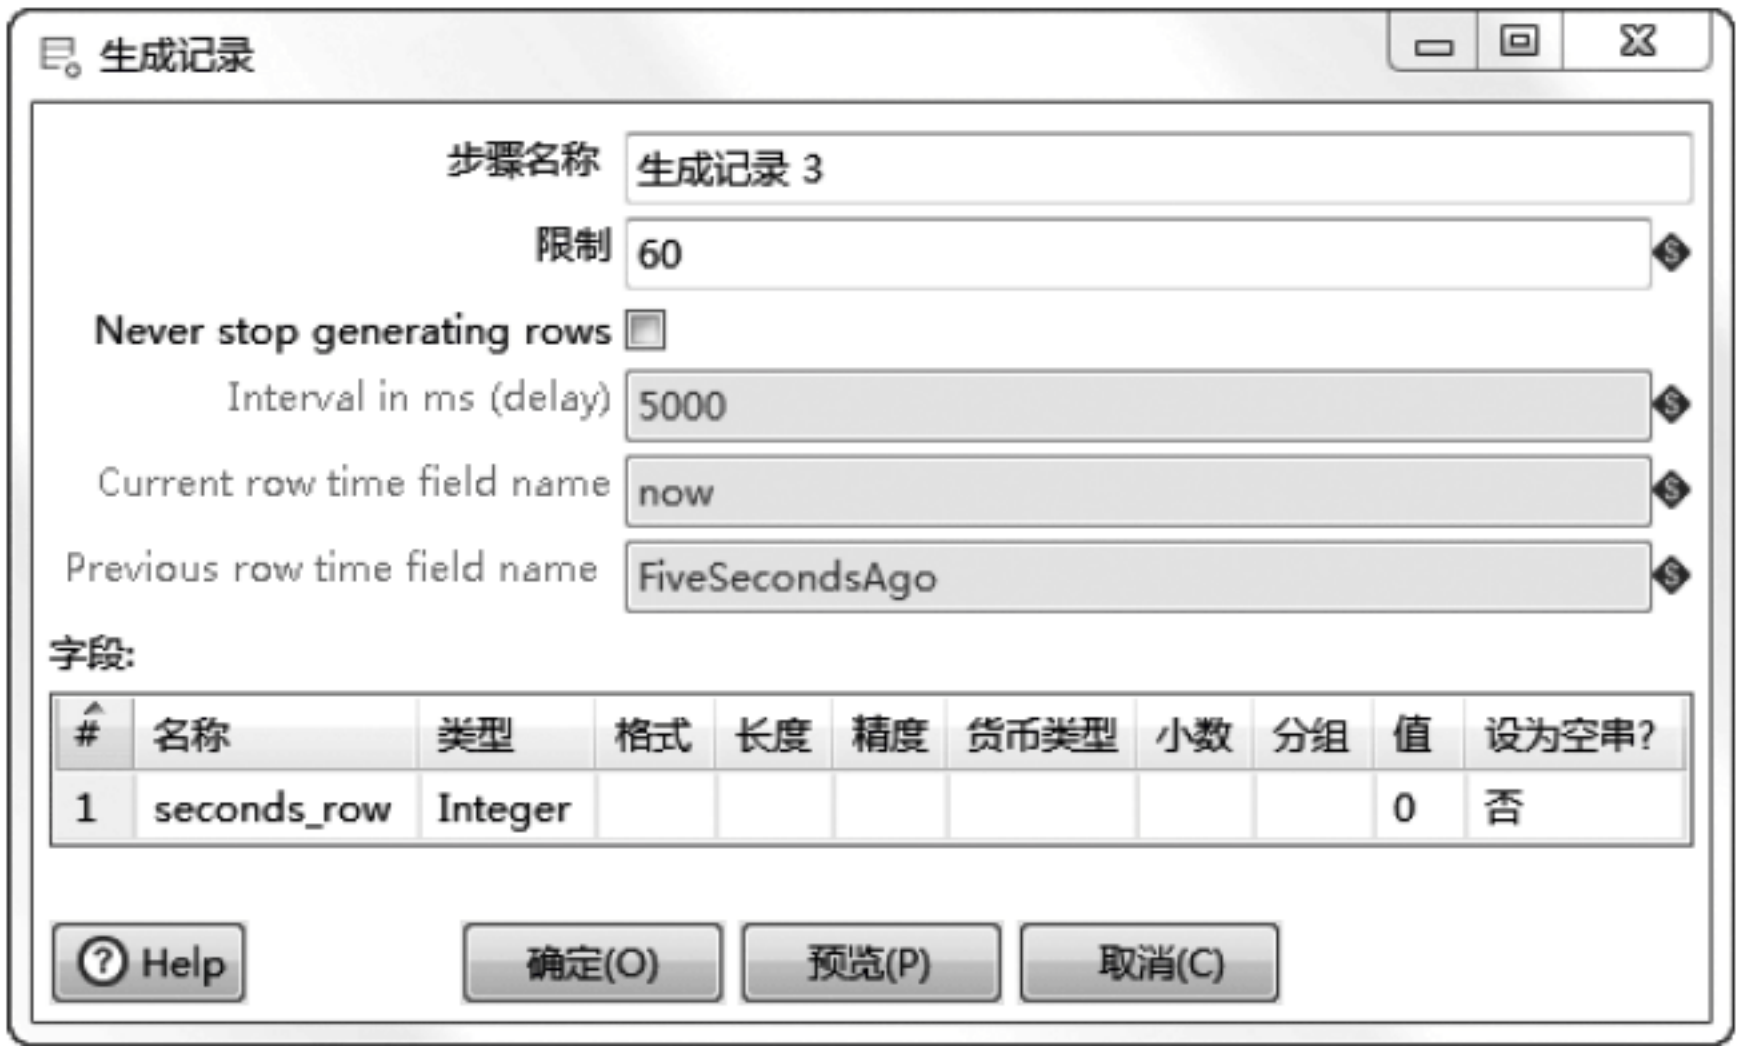 生成记录
步骤名称 生成记录 3
限制 60
Never stop generating rows
Interval in ms (delay) 5000
Current row time field name now
Previous row time field name FiveSecondsAgo
字段:
# 名称 类型 格式 长度 精度 货币类型 小数 分组 值 设为空串?
1 seconds_row Integer 0 否
Help 确定(O) 预览(P) 取消(C)